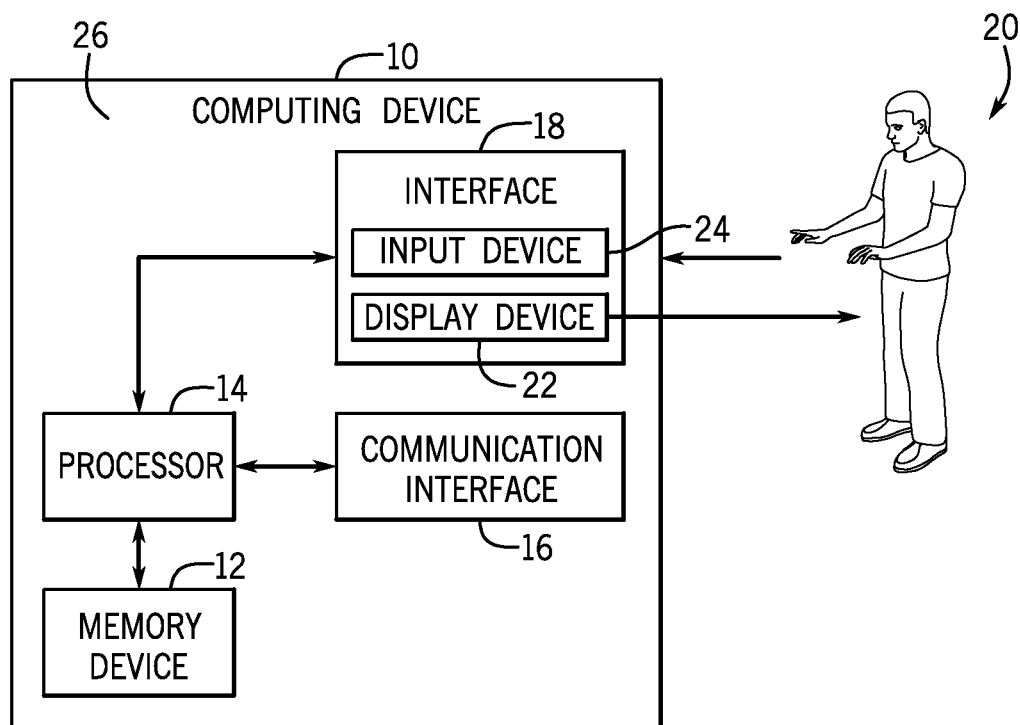 26
10
20
COMPUTING DEVICE
18
INTERFACE
24
INPUT DEVICE
DISPLAY DEVICE
22
14
PROCESSOR
COMMUNICATION
INTERFACE
16
12
MEMORY
DEVICE